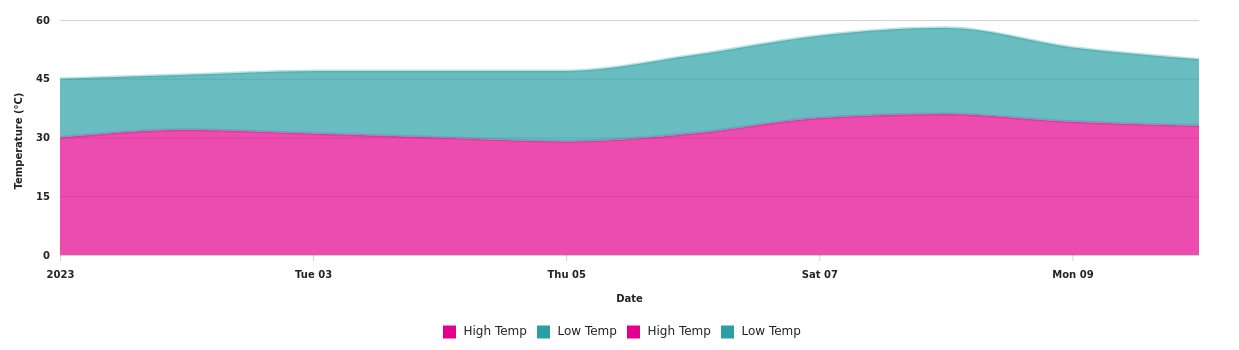 60
45
30
15
0
Temperature (°C)
2023 Tue 03 Thu 05 Sat 07 Mon 09
Date
High Temp Low Temp High Temp Low Temp